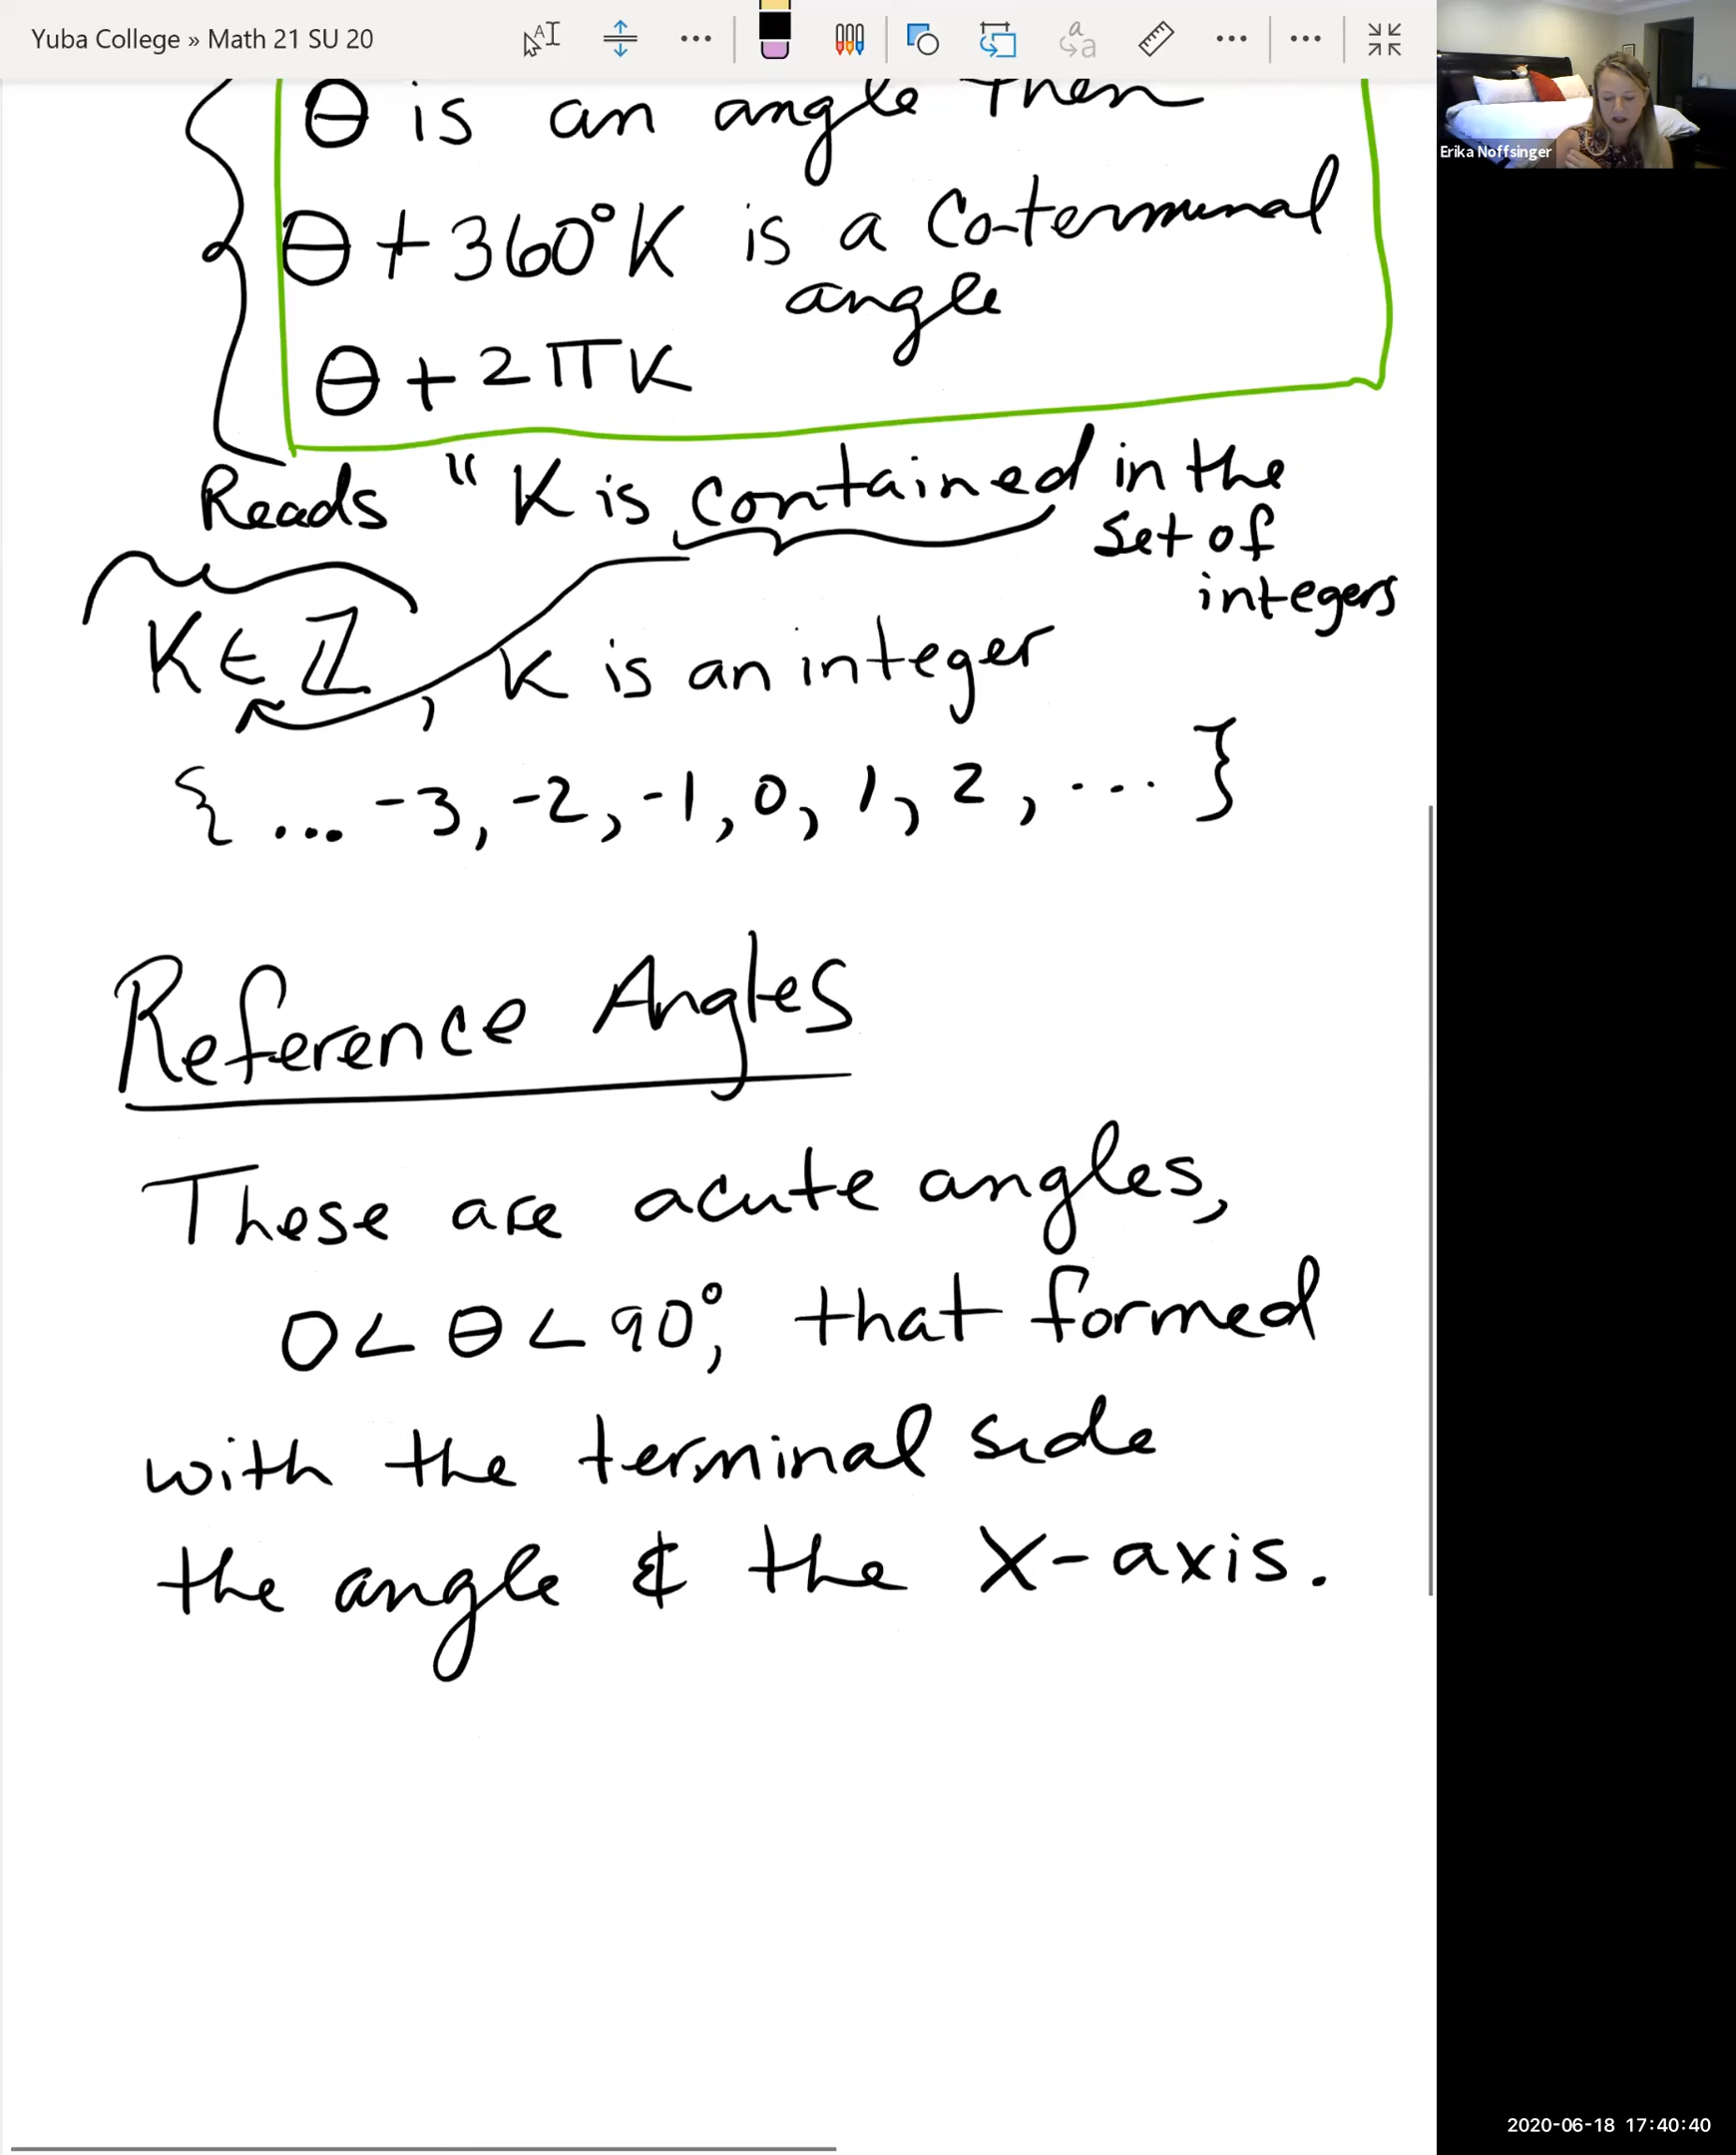 Yuba College » Math 21 SU 20
Erika Noffsinger
θ is an angle then
θ + 360° K is a Co-terminal
angle
θ + 2πK
Reads " K is contained in the
set of
integers
K ∈ ℤ, K is an integer
{ ... -3, -2, -1, 0, 1, 2, ... }
Reference Angles
These are acute angles,
0 < θ < 90°, that formed
with the terminal side
the angle & the x-axis.
2020-06-18 17:40:40